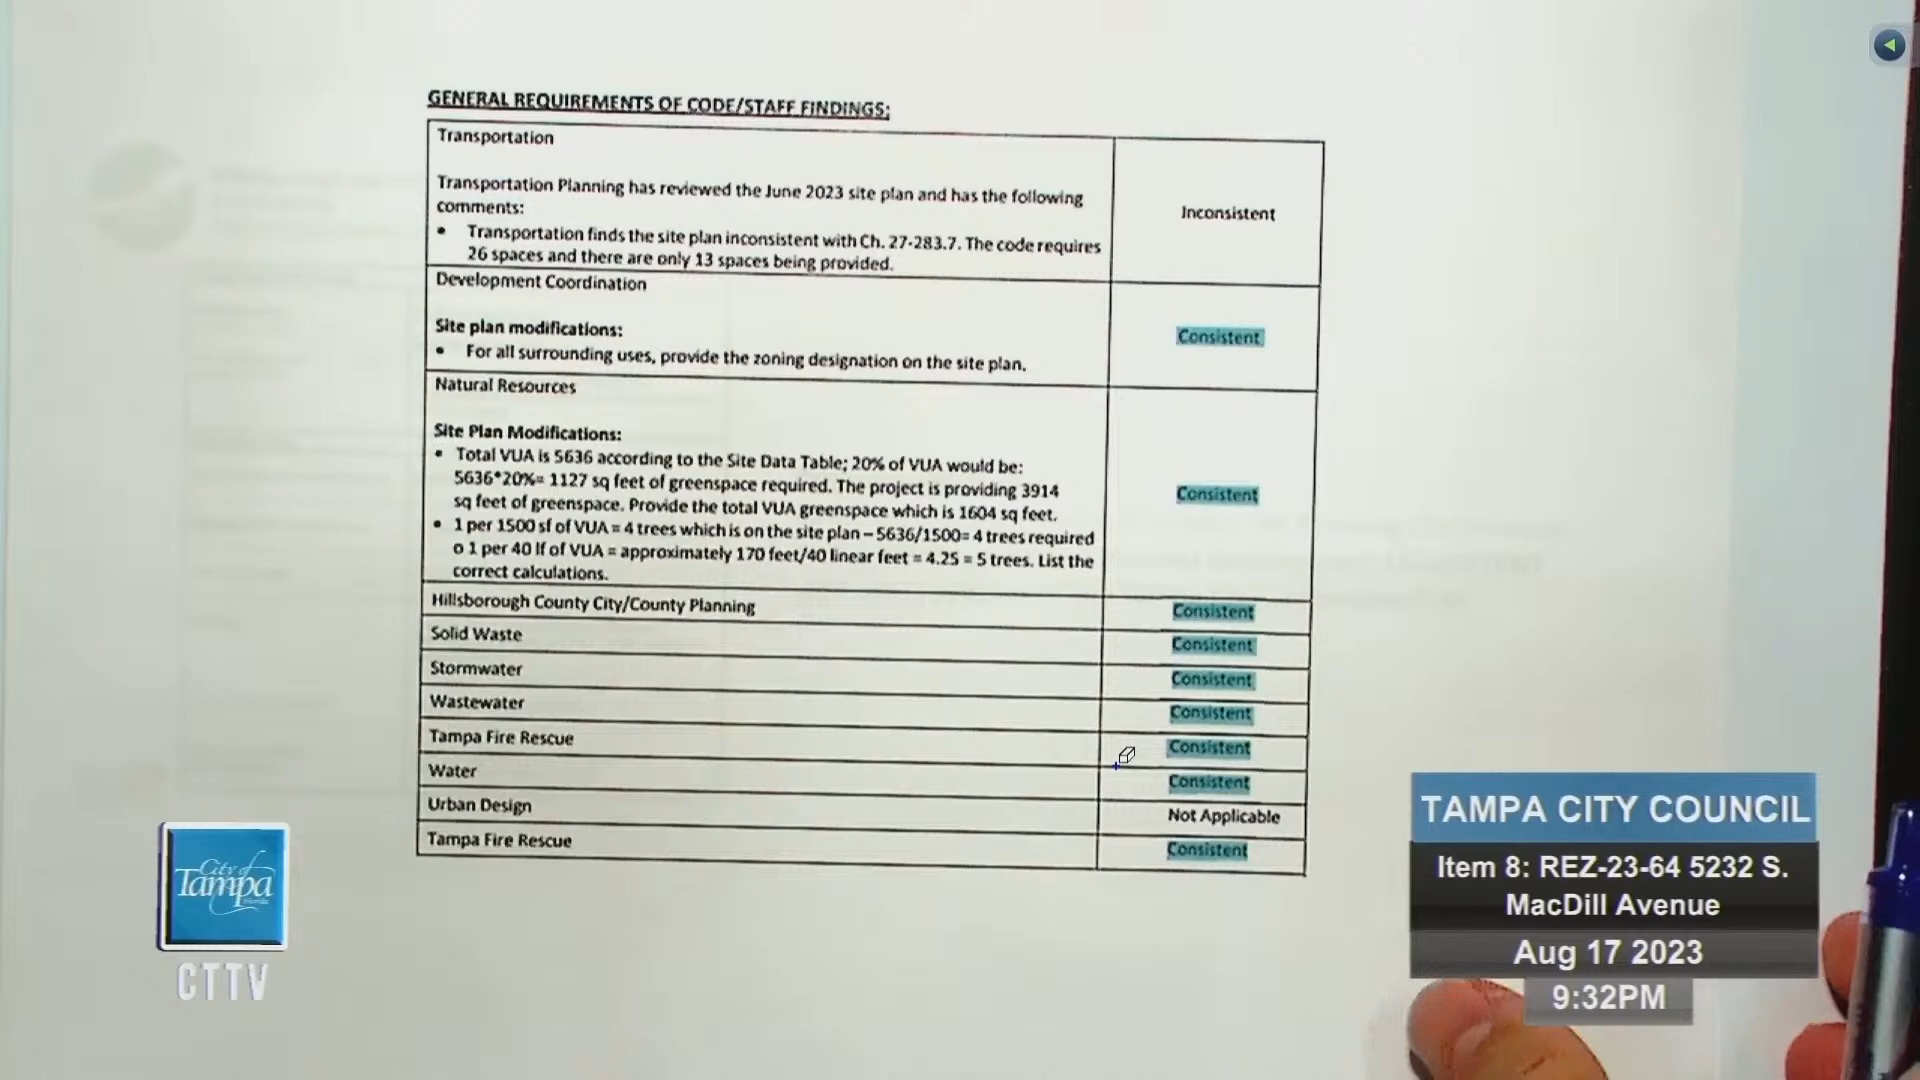 GENERAL REQUIREMENTS OF CODE/STAFF FINDINGS:
Transportation
Transportation Planning has reviewed the June 2023 site plan and has the following
comments:
• Transportation finds the site plan inconsistent with Ch. 27-283.7. The code requires
26 spaces and there are only 13 spaces being provided.
Inconsistent
Development Coordination
Site plan modifications:
• For all surrounding uses, provide the zoning designation on the site plan.
Consistent
Natural Resources
Site Plan Modifications:
• Total VUA is 5636 according to the Site Data Table; 20% of VUA would be:
5636*20%= 1127 sq feet of greenspace required. The project is providing 3914
sq feet of greenspace. Provide the total VUA greenspace which is 1604 sq feet.
• 1 per 1500 sf of VUA = 4 trees which is on the site plan – 5636/1500= 4 trees required
o 1 per 40 lf of VUA = approximately 170 feet/40 linear feet = 4.25 = 5 trees. List the
correct calculations.
Consistent
Hillsborough County City/County Planning Consistent
Solid Waste Consistent
Stormwater Consistent
Wastewater Consistent
Tampa Fire Rescue Consistent
Water Consistent
Urban Design Not Applicable
Tampa Fire Rescue Consistent
City of
Tampa
CTTV
TAMPA CITY COUNCIL
Item 8: REZ-23-64 5232 S.
MacDill Avenue
Aug 17 2023
9:32PM